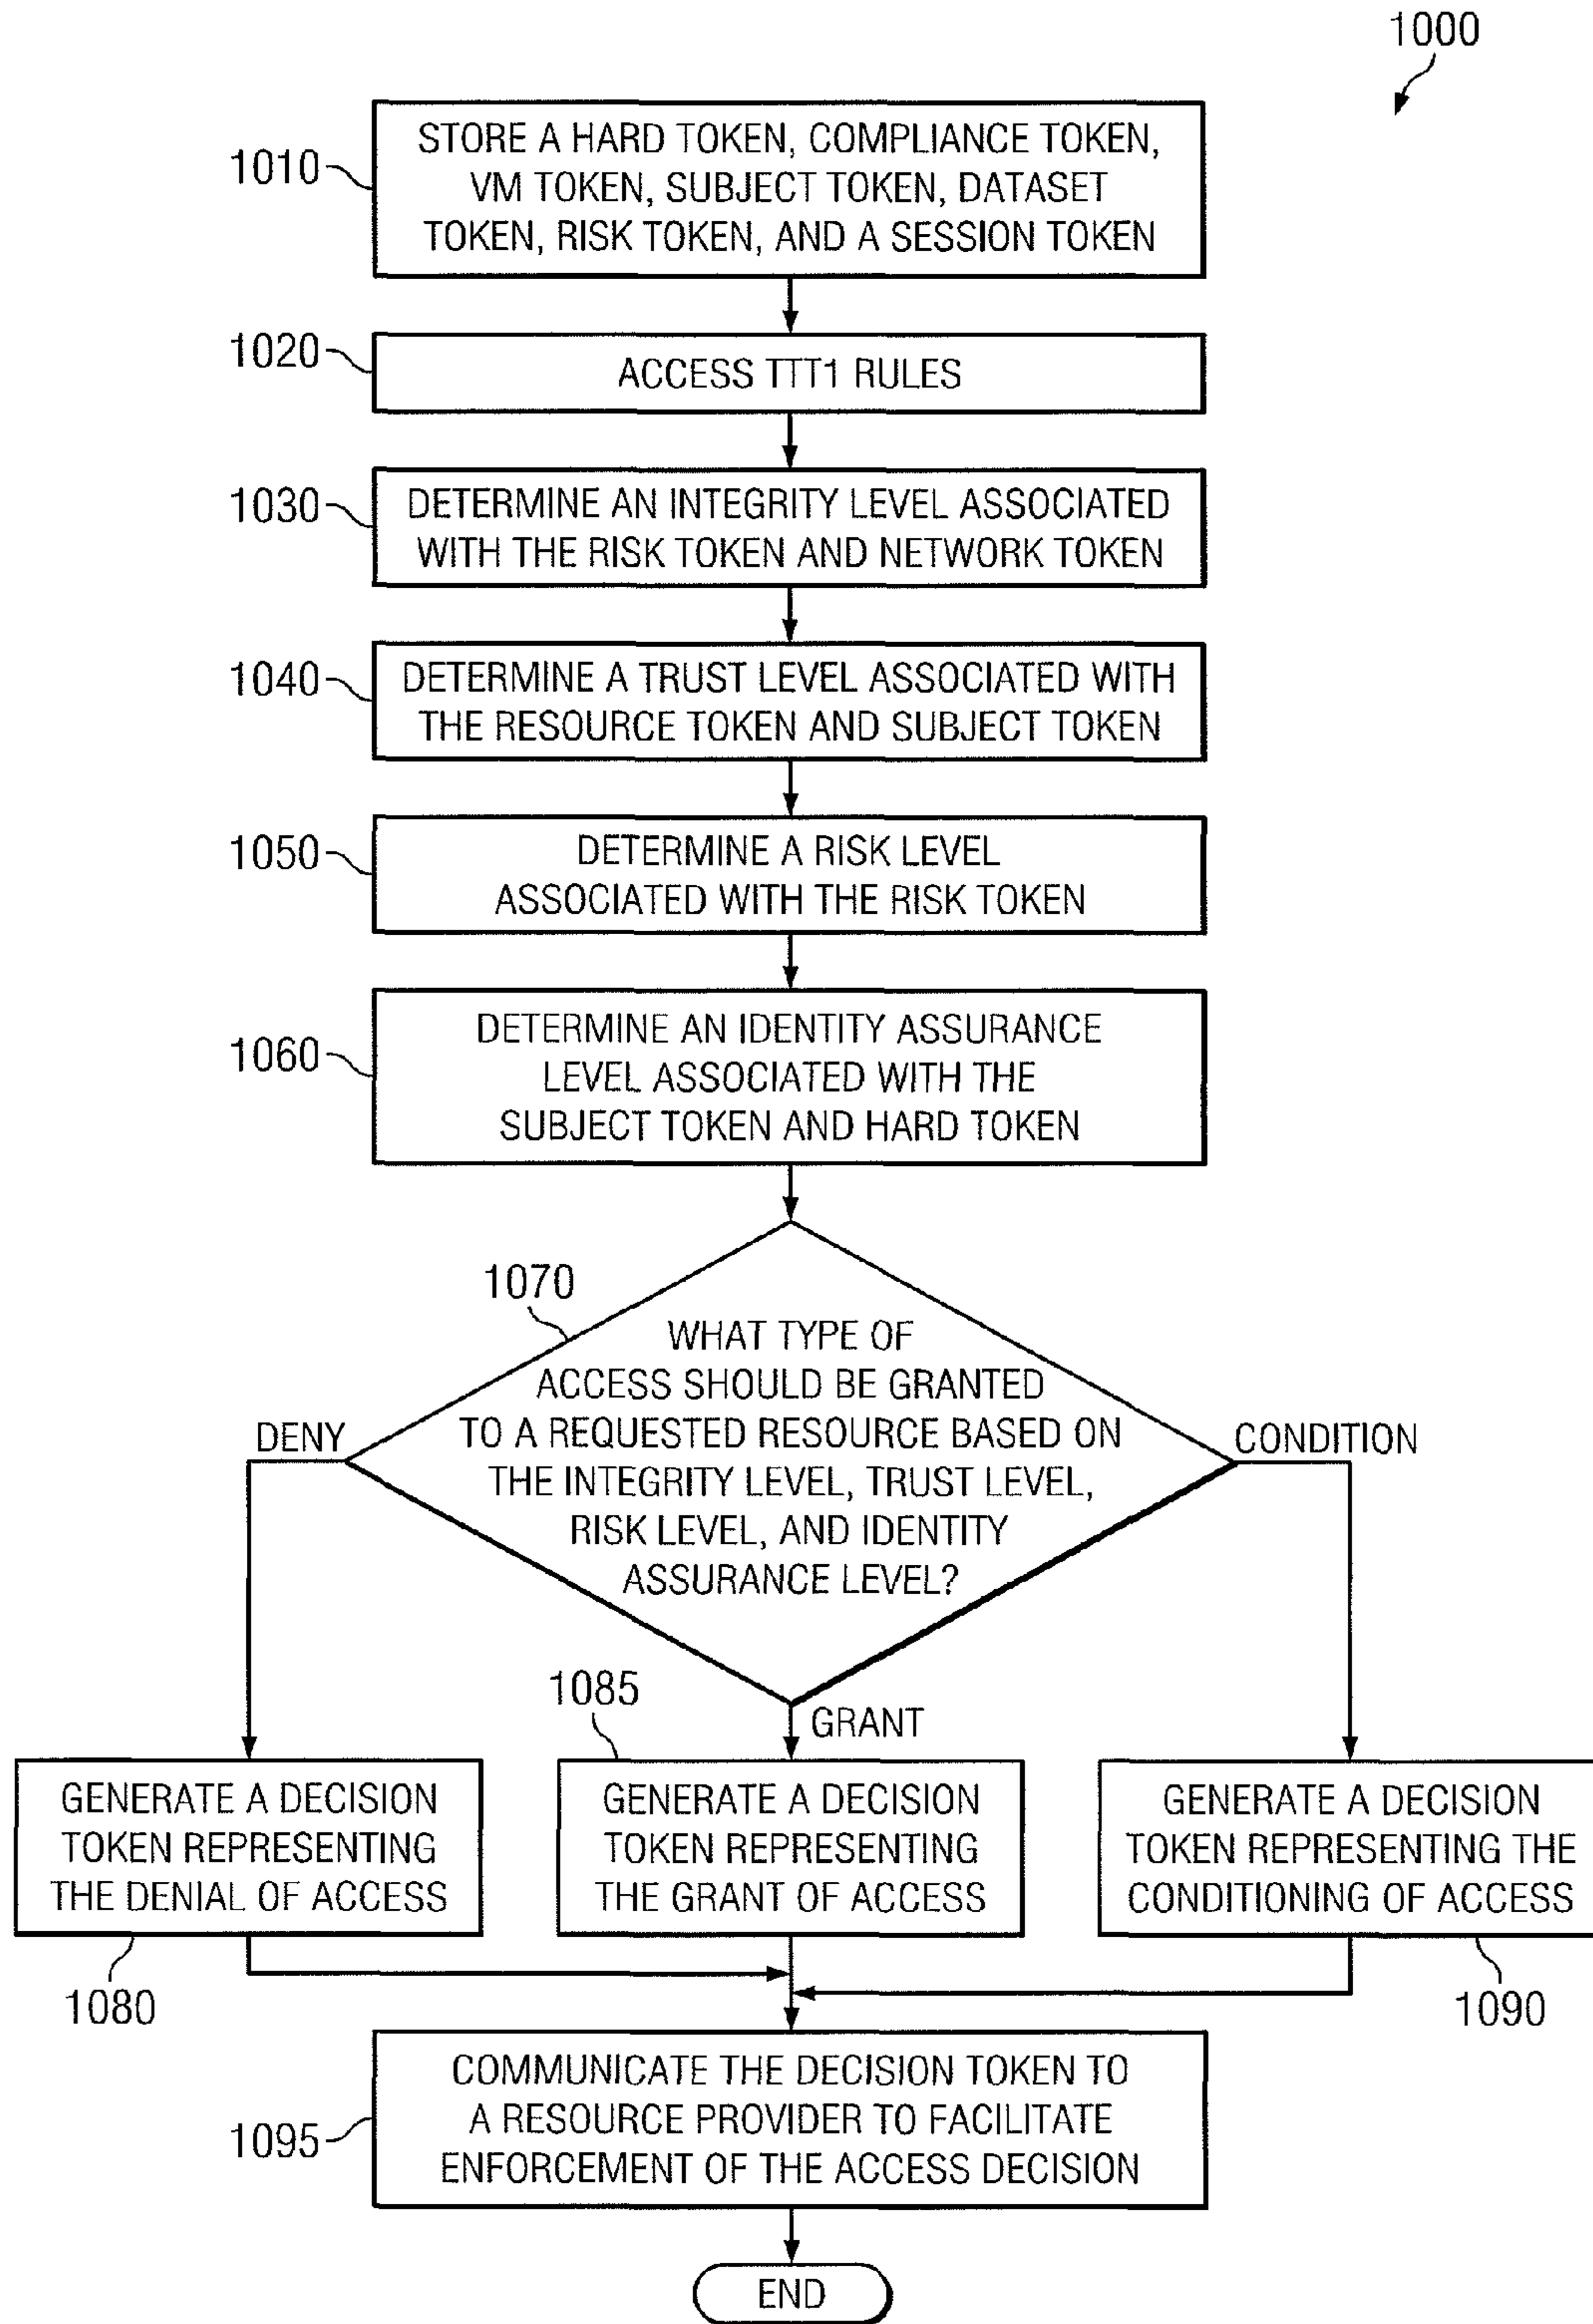 1000
1010
STORE A HARD TOKEN, COMPLIANCE TOKEN,
VM TOKEN, SUBJECT TOKEN, DATASET
TOKEN, RISK TOKEN, AND A SESSION TOKEN
1020
ACCESS TTT1 RULES
1030
DETERMINE AN INTEGRITY LEVEL ASSOCIATED
WITH THE RISK TOKEN AND NETWORK TOKEN
1040
DETERMINE A TRUST LEVEL ASSOCIATED WITH
THE RESOURCE TOKEN AND SUBJECT TOKEN
1050
DETERMINE A RISK LEVEL
ASSOCIATED WITH THE RISK TOKEN
1060
DETERMINE AN IDENTITY ASSURANCE
LEVEL ASSOCIATED WITH THE
SUBJECT TOKEN AND HARD TOKEN
1070
WHAT TYPE OF
ACCESS SHOULD BE GRANTED
TO A REQUESTED RESOURCE BASED ON
THE INTEGRITY LEVEL, TRUST LEVEL,
RISK LEVEL, AND IDENTITY
ASSURANCE LEVEL?
DENY
CONDITION
GRANT
GENERATE A DECISION
TOKEN REPRESENTING
THE DENIAL OF ACCESS
1080
1085
GENERATE A DECISION
TOKEN REPRESENTING
THE GRANT OF ACCESS
GENERATE A DECISION
TOKEN REPRESENTING THE
CONDITIONING OF ACCESS
1090
1095
COMMUNICATE THE DECISION TOKEN TO
A RESOURCE PROVIDER TO FACILITATE
ENFORCEMENT OF THE ACCESS DECISION
END